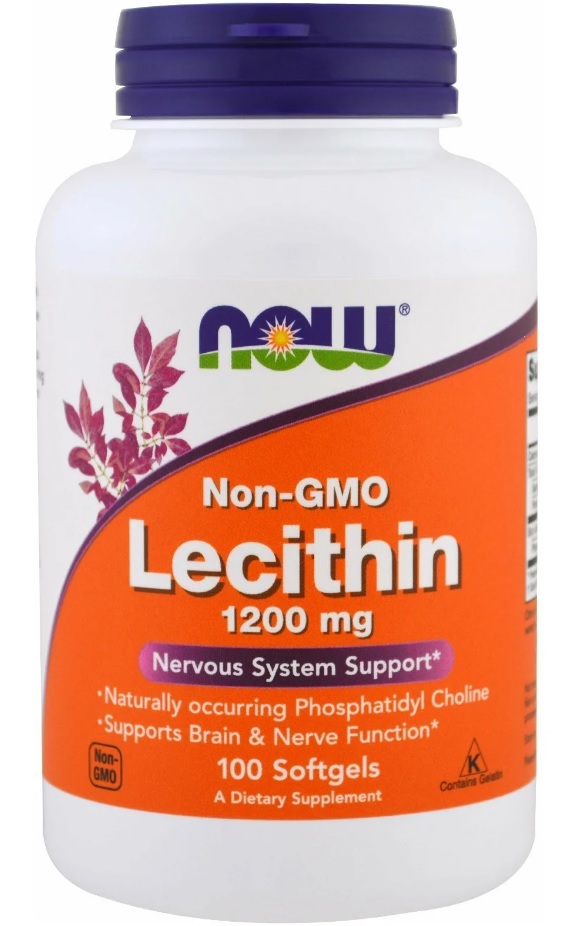 NOW®
Non-GMO
Lecithin
1200 mg
Nervous System Support*
•Naturally occurring Phosphatidyl Choline
•Supports Brain & Nerve Function*
Non-
GMO
100 Softgels
K
Contains Gelatin
A Dietary Supplement